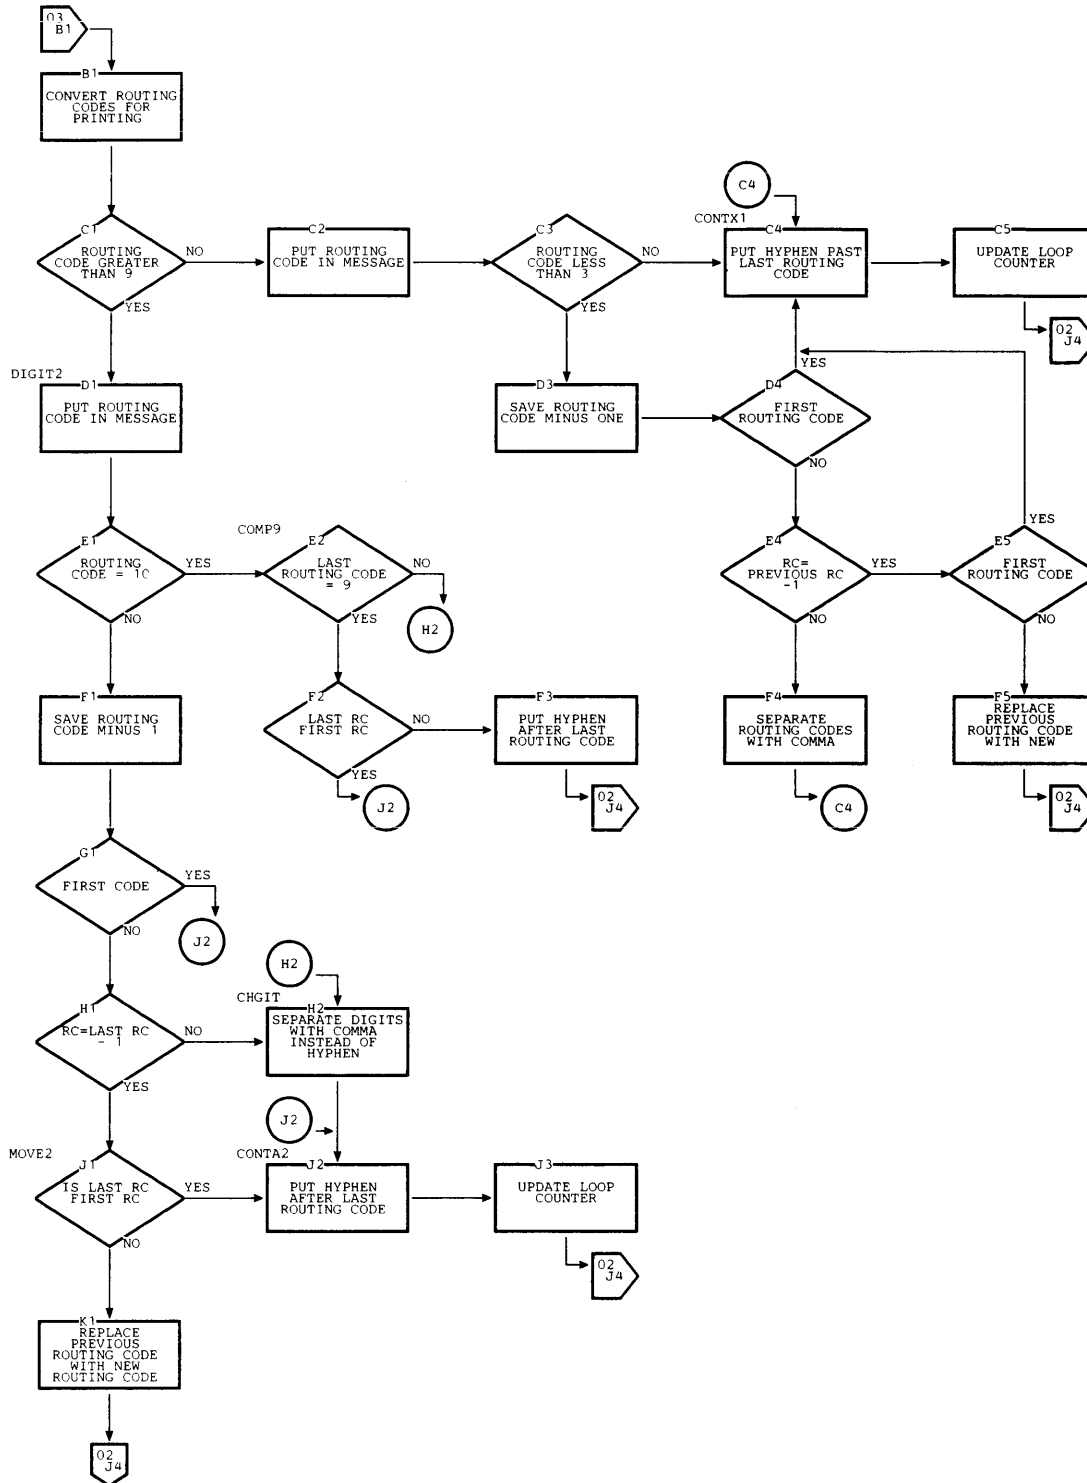 03
B1
B1
CONVERT ROUTING
CODES FOR
PRINTING
C1
ROUTING
CODE GREATER
THAN 9
NO
YES
C2
PUT ROUTING
CODE IN MESSAGE
C3
ROUTING
CODE LESS
THAN 3
NO
YES
C4
CONTX1
C4
PUT HYPHEN PAST
LAST ROUTING
CODE
C5
UPDATE LOOP
COUNTER
02
J4
DIGIT2
D1
PUT ROUTING
CODE IN MESSAGE
D3
SAVE ROUTING
CODE MINUS ONE
YES
D4
FIRST
ROUTING CODE
NO
E1
ROUTING
CODE = 10
YES
NO
COMP9
E2
LAST
ROUTING CODE
= 9
NO
YES
H2
E4
RC=
PREVIOUS RC
-1
YES
NO
YES
E5
FIRST
ROUTING CODE
NO
F1
SAVE ROUTING
CODE MINUS 1
F2
LAST RC
FIRST RC
NO
YES
J2
F3
PUT HYPHEN
AFTER LAST
ROUTING CODE
02
J4
F4
SEPARATE
ROUTING CODES
WITH COMMA
C4
F5
REPLACE
PREVIOUS
ROUTING CODE
WITH NEW
02
J4
G1
FIRST CODE
YES
NO
J2
H1
RC=LAST RC
- 1
NO
YES
H2
CHGIT
H2
SEPARATE DIGITS
WITH COMMA
INSTEAD OF
HYPHEN
J2
MOVE2
J1
IS LAST RC
FIRST RC
YES
NO
CONTA2
J2
PUT HYPHEN
AFTER LAST
ROUTING CODE
J3
UPDATE LOOP
COUNTER
02
J4
K1
REPLACE
PREVIOUS
ROUTING CODE
WITH NEW
ROUTING CODE
02
J4